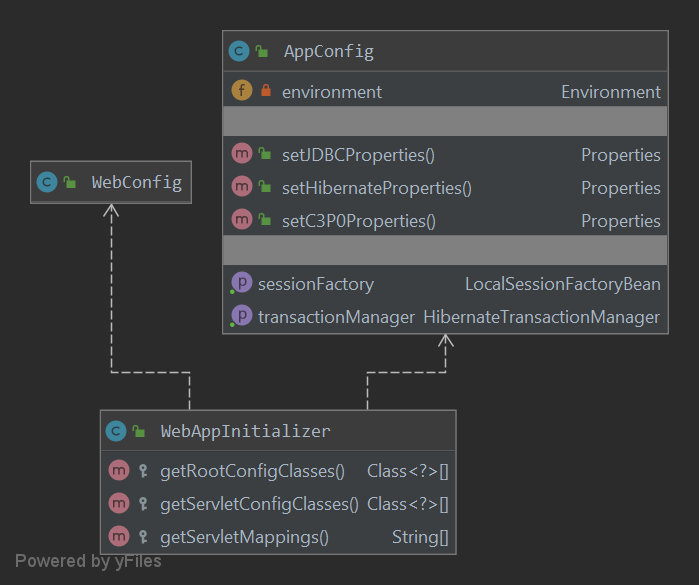 AppConfig
environment Environment
setJDBCProperties() Properties
setHibernateProperties() Properties
setC3P0Properties() Properties
sessionFactory LocalSessionFactoryBean
transactionManager HibernateTransactionManager
WebConfig
WebAppInitializer
getRootConfigClasses() Class<?>[]
getServletConfigClasses() Class<?>[]
getServletMappings() String[]
Powered by yFiles